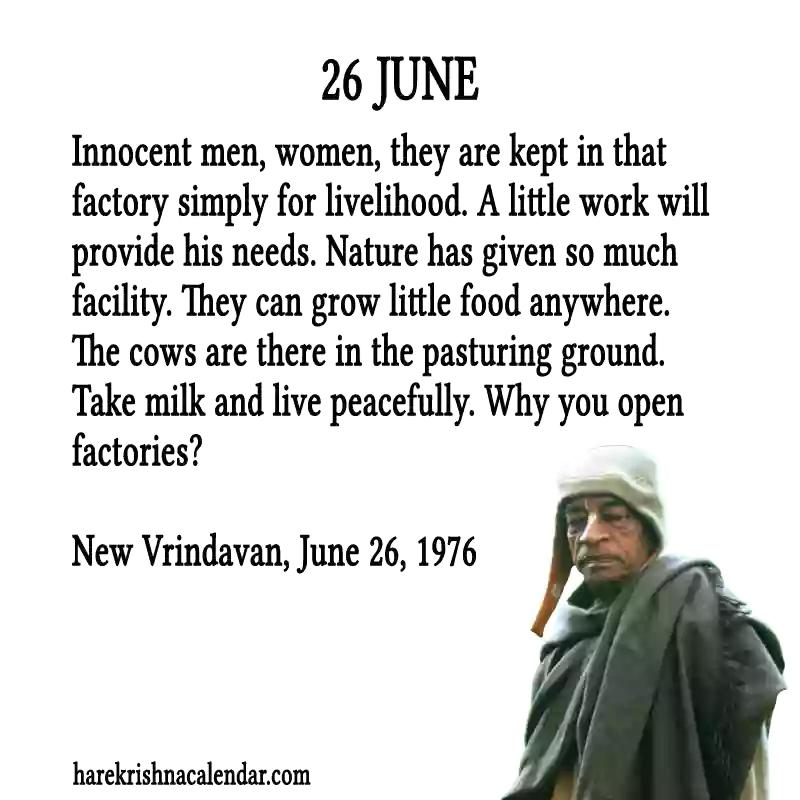 26 JUNE
Innocent men, women, they are kept in that
factory simply for livelihood. A little work will
provide his needs. Nature has given so much
facility. They can grow little food anywhere.
The cows are there in the pasturing ground.
Take milk and live peacefully. Why you open
factories?
New Vrindavan, June 26, 1976
harekrishnacalendar.com